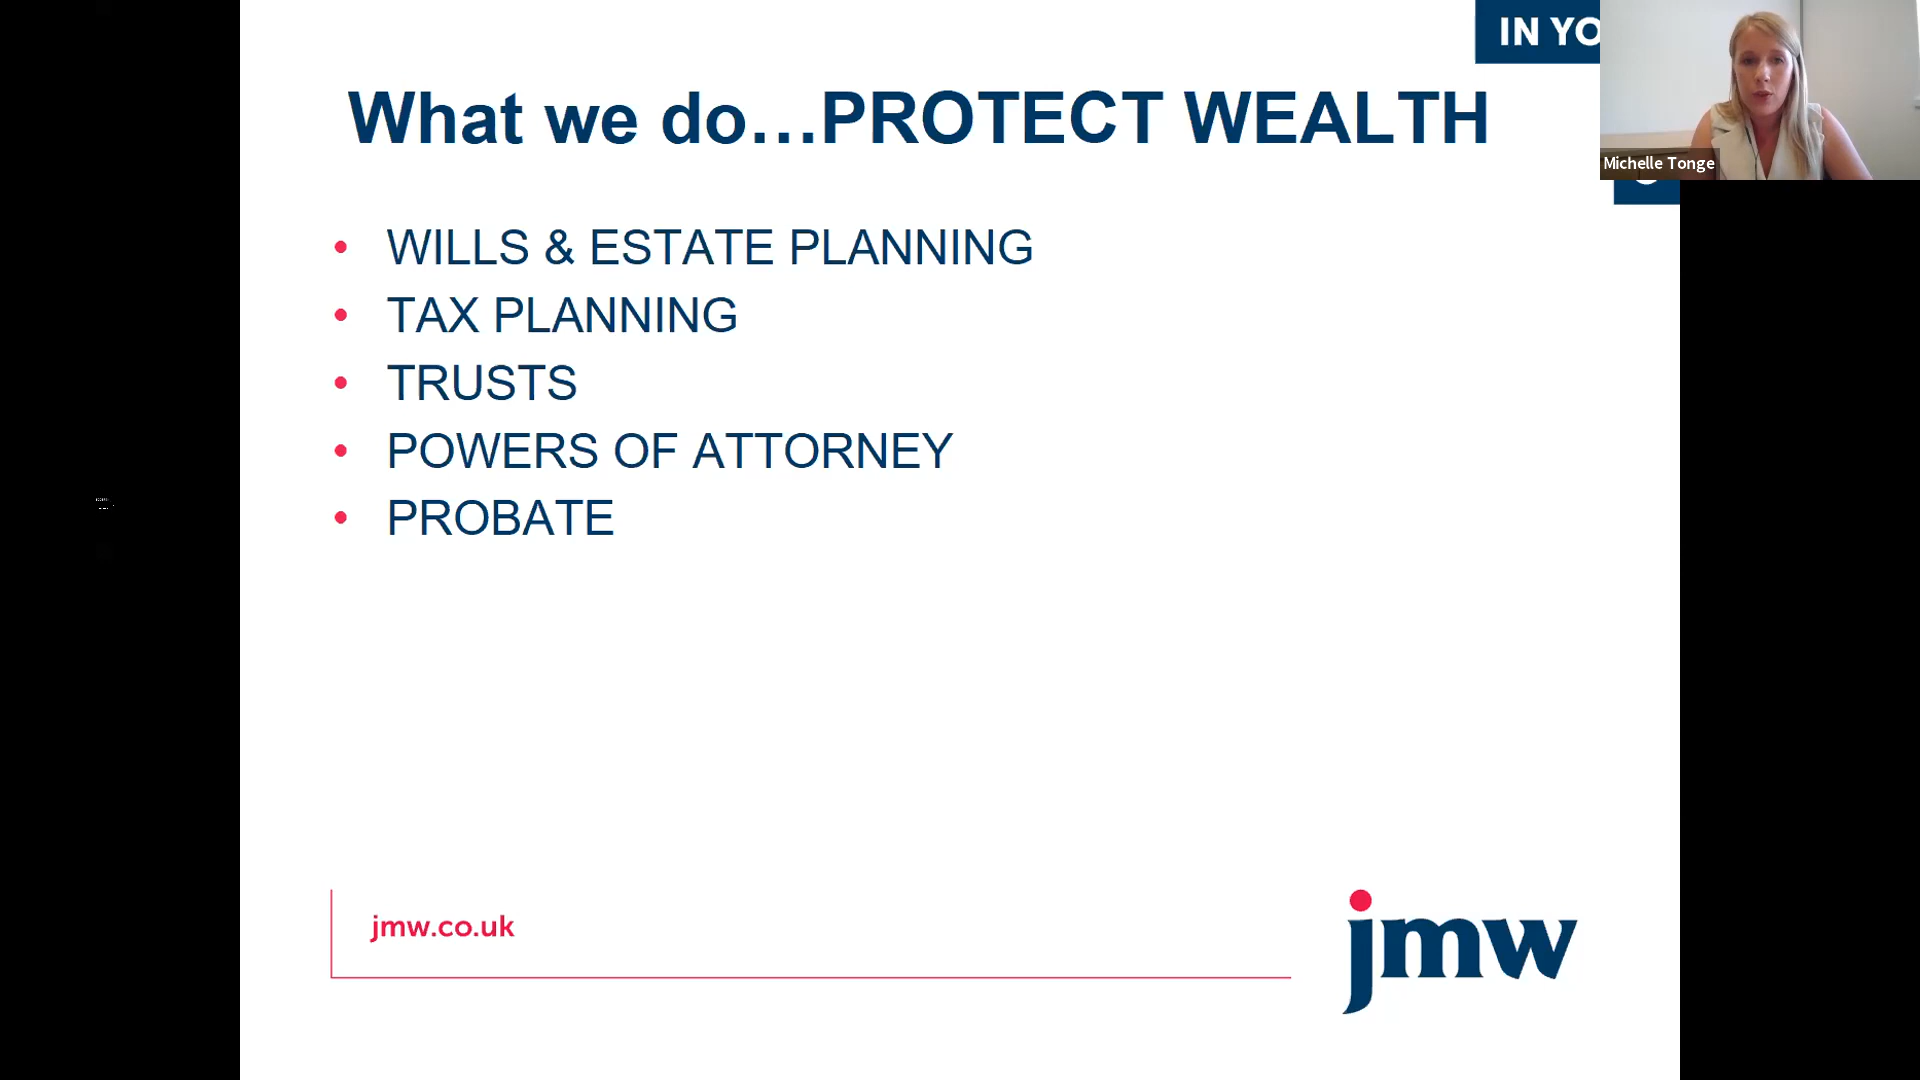 IN YO
What we do…PROTECT WEALTH
Michelle Tonge
• WILLS & ESTATE PLANNING
• TAX PLANNING
• TRUSTS
• POWERS OF ATTORNEY
• PROBATE
jmw.co.uk
jmw